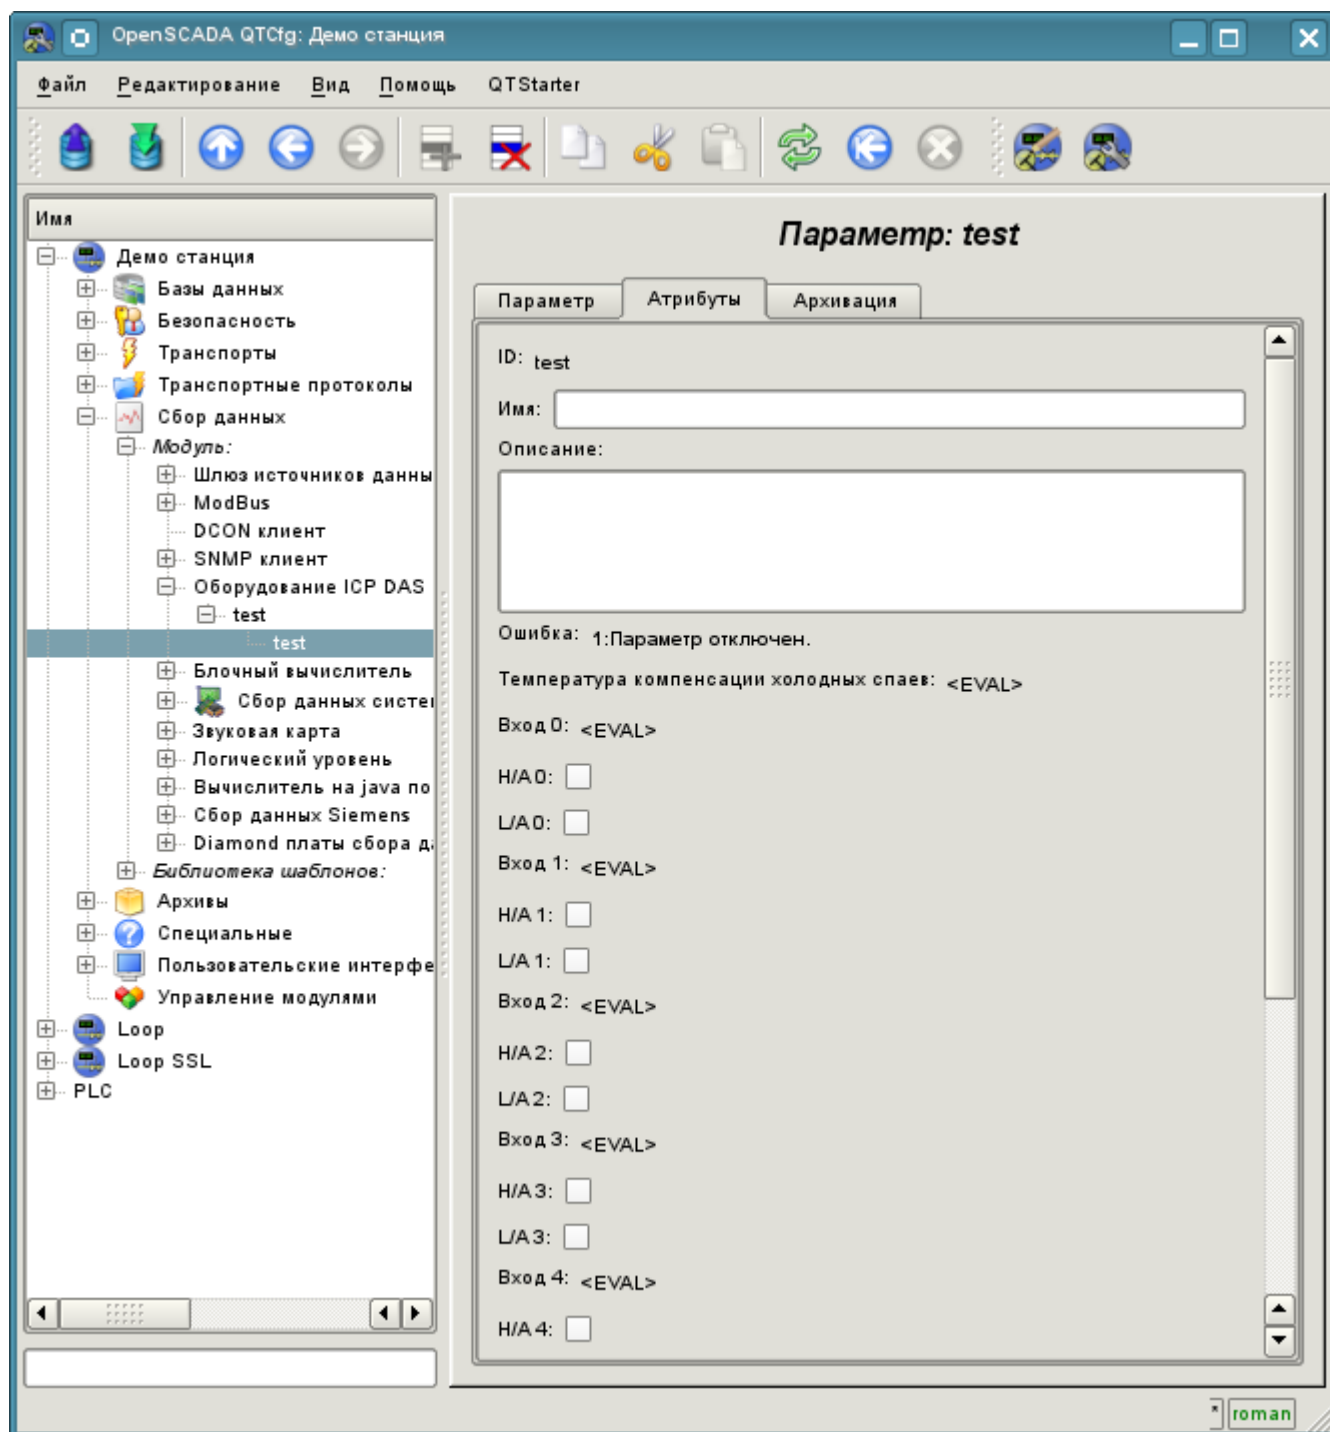 OpenSCADA QTCfg: Демо станция
Файл Редактирование Вид Помощь QTStarter
Имя
Демо станция
Базы данных
Безопасность
Транспорты
Транспортные протоколы
Сбор данных
Модуль:
Шлюз источников данны
ModBus
DCON клиент
SNMP клиент
Оборудование ICP DAS
test
test
Блочный вычислитель
Сбор данных систе
Звуковая карта
Логический уровень
Вычислитель на java по
Сбор данных Siemens
Diamond платы сбора д
Библиотека шаблонов:
Архивы
Специальные
Пользовательские интерфе
Управление модулями
Loop
Loop SSL
PLC
Параметр: test
Параметр Атрибуты Архивация
ID: test
Имя:
Описание:
Ошибка: 1:Параметр отключен.
Температура компенсации холодных спаев: <EVAL>
Вход 0: <EVAL>
H/A 0:
L/A 0:
Вход 1: <EVAL>
H/A 1:
L/A 1:
Вход 2: <EVAL>
H/A 2:
L/A 2:
Вход 3: <EVAL>
H/A 3:
L/A 3:
Вход 4: <EVAL>
H/A 4:
* roman